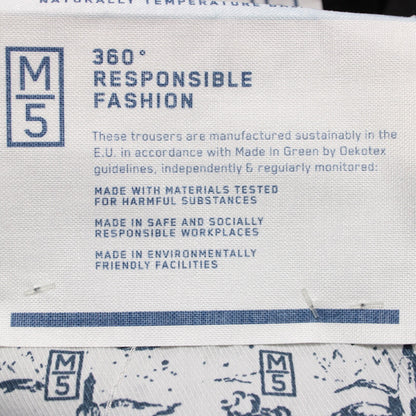 NATURALLY TEMPERATURE
M
5
360°
RESPONSIBLE
FASHION
These trousers are manufactured sustainably in the
E.U. in accordance with Made In Green by Oekotex
guidelines, independently & regularly monitored:
MADE WITH MATERIALS TESTED
FOR HARMFUL SUBSTANCES
MADE IN SAFE AND SOCIALLY
RESPONSIBLE WORKPLACES
MADE IN ENVIRONMENTALLY
FRIENDLY FACILITIES
M
5
M
5